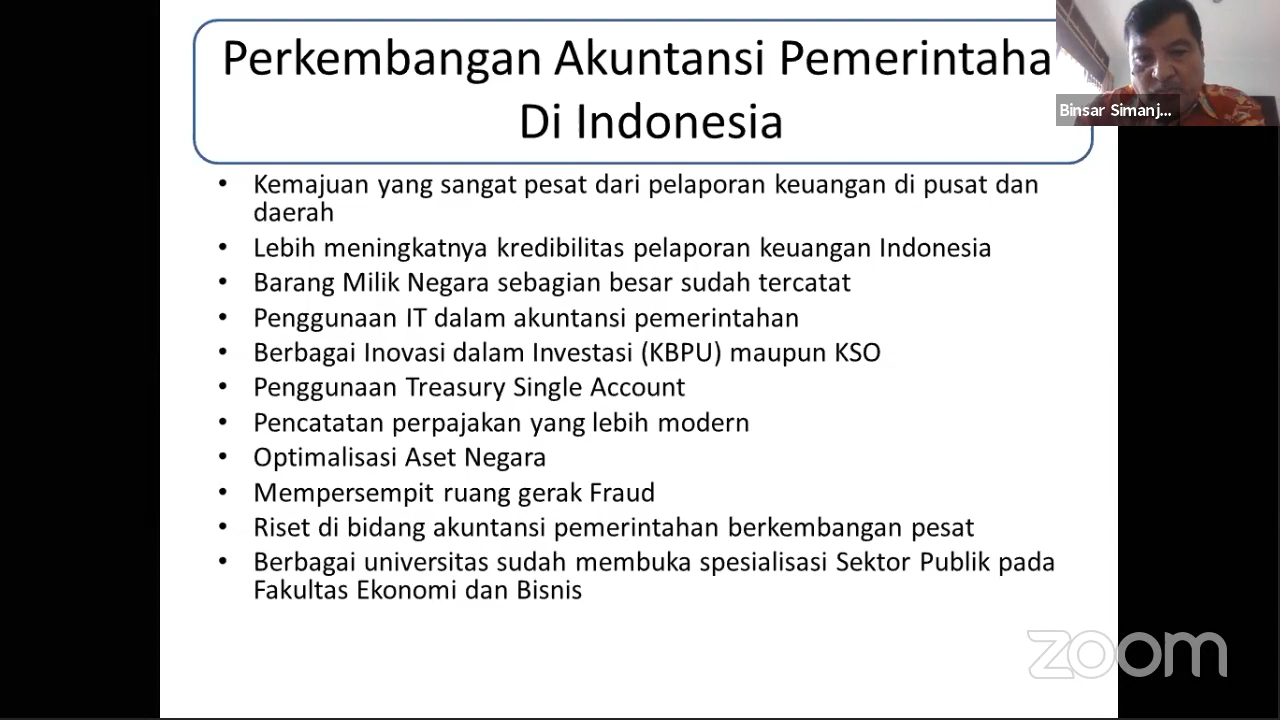 Perkembangan Akuntansi Pemerintaha
Di Indonesia
Binsar Simanj...
• Kemajuan yang sangat pesat dari pelaporan keuangan di pusat dan
daerah
• Lebih meningkatnya kredibilitas pelaporan keuangan Indonesia
• Barang Milik Negara sebagian besar sudah tercatat
• Penggunaan IT dalam akuntansi pemerintahan
• Berbagai Inovasi dalam Investasi (KBPU) maupun KSO
• Penggunaan Treasury Single Account
• Pencatatan perpajakan yang lebih modern
• Optimalisasi Aset Negara
• Mempersempit ruang gerak Fraud
• Riset di bidang akuntansi pemerintahan berkembangan pesat
• Berbagai universitas sudah membuka spesialisasi Sektor Publik pada
Fakultas Ekonomi dan Bisnis
zoom